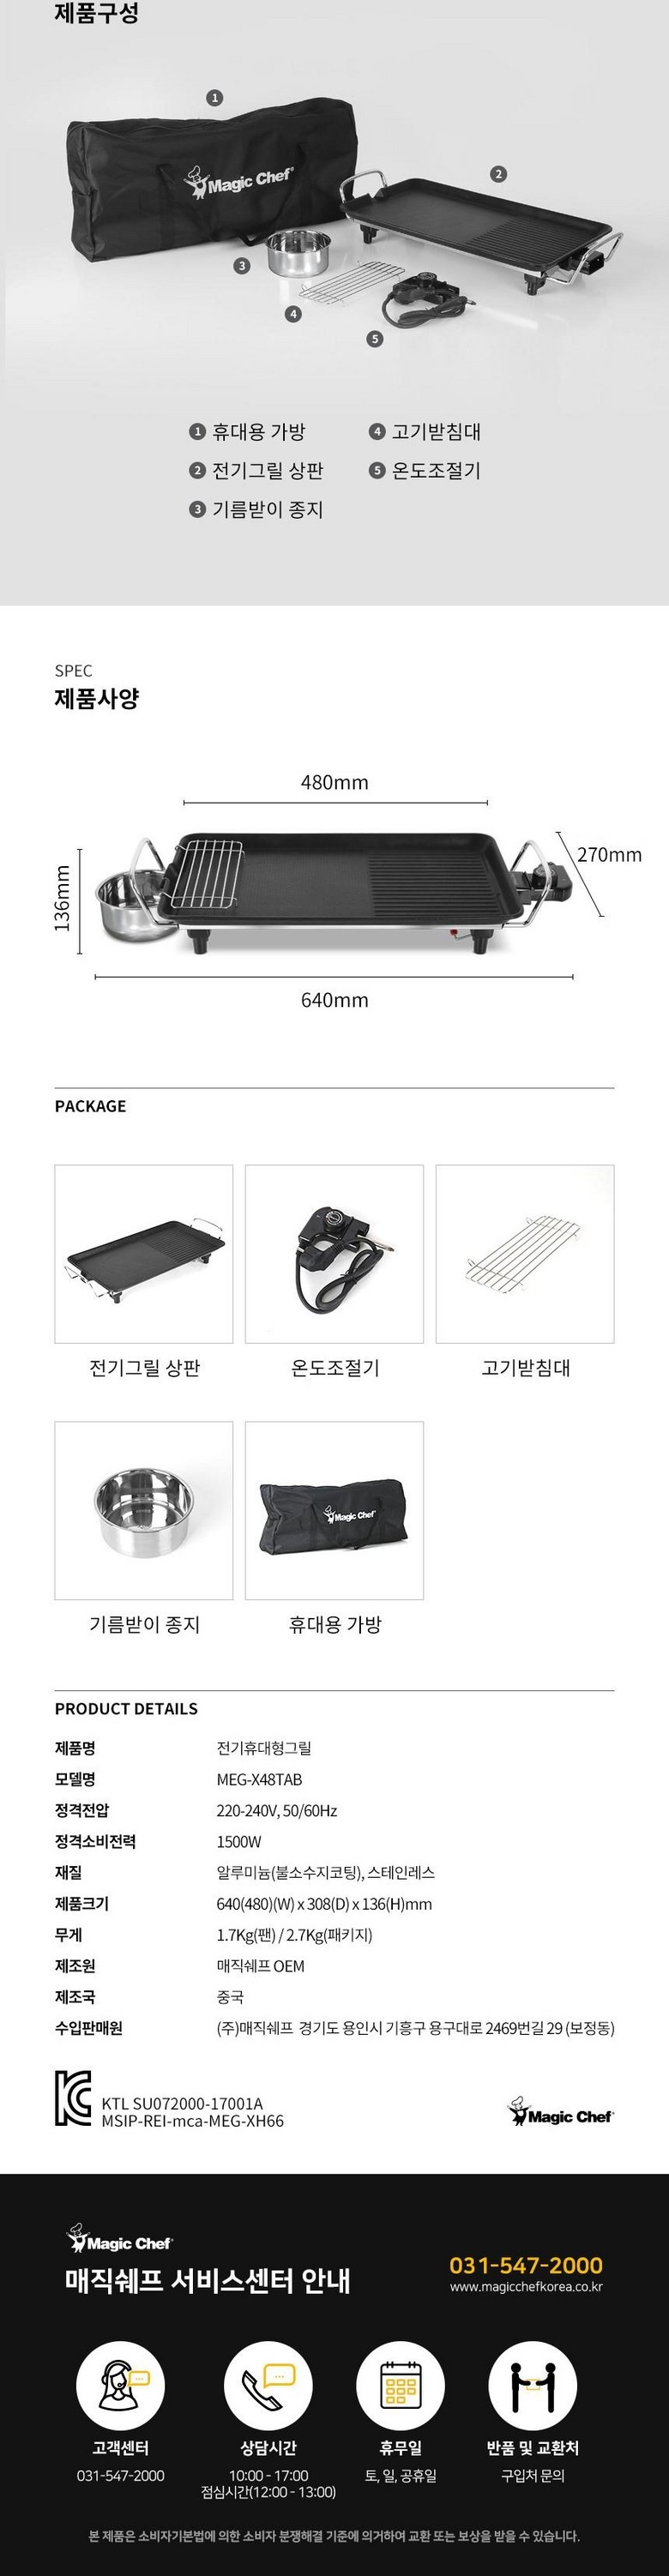 제품구성
1
Magic Chef
2
3
4
5
1 휴대용 가방
4 고기받침대
2 전기그릴 상판
5 온도조절기
3 기름받이 종지
SPEC
제품사양
480mm
270mm
136mm
640mm
PACKAGE
전기그릴 상판
온도조절기
고기받침대
Magic Chef
기름받이 종지
휴대용 가방
PRODUCT DETAILS
제품명 전기휴대형그릴
모델명 MEG-X48TAB
정격전압 220-240V, 50/60Hz
정격소비전력 1500W
재질 알루미늄(불소수지코팅), 스테인레스
제품크기 640(480)(W) x 308(D) x 136(H)mm
무게 1.7Kg(팬) / 2.7Kg(패키지)
제조원 매직쉐프 OEM
제조국 중국
수입판매원 (주)매직쉐프 경기도 용인시 기흥구 용구대로 2469번길 29 (보정동)
KTL SU072000-17001A
MSIP-REI-mca-MEG-XH66
Magic Chef
Magic Chef
매직쉐프 서비스센터 안내
031-547-2000
www.magicchefkorea.co.kr
고객센터
031-547-2000
상담시간
10:00 - 17:00
점심시간(12:00 - 13:00)
휴무일
토, 일, 공휴일
반품 및 교환처
구입처 문의
본 제품은 소비자기본법에 의한 소비자 분쟁해결 기준에 의거하여 교환 또는 보상을 받을 수 있습니다.